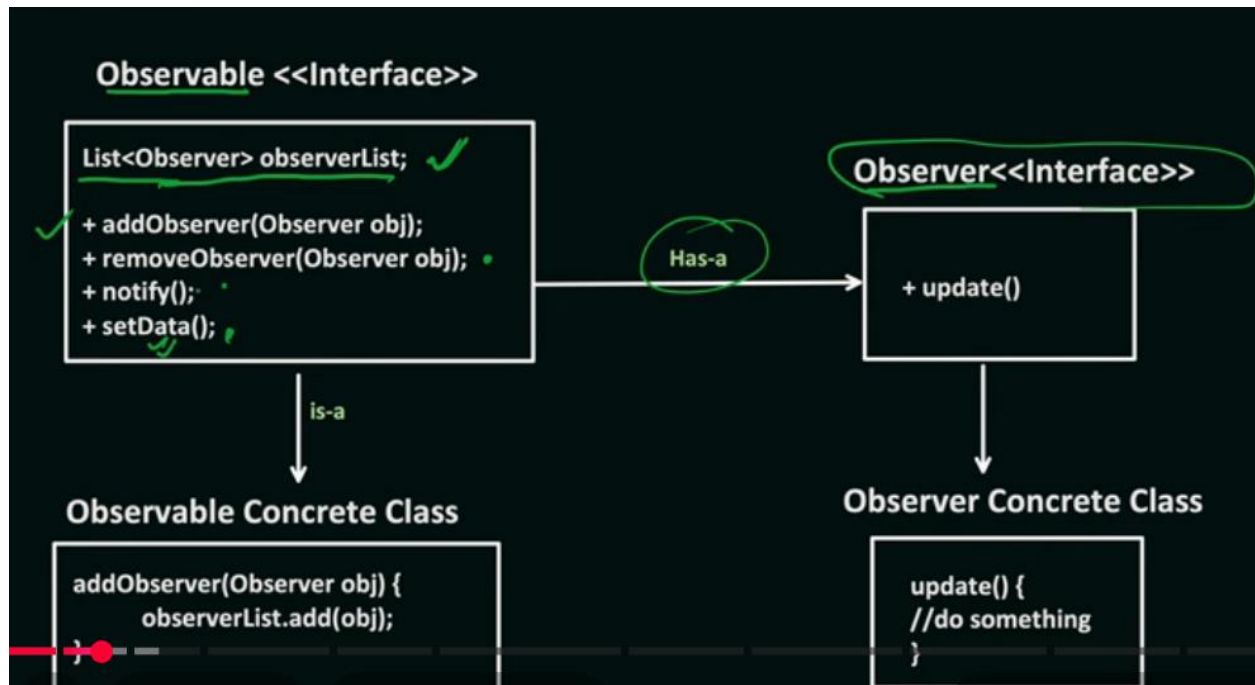 Observable <<Interface>>
List<Observer> observerList;
+ addObserver(Observer obj);
+ removeObserver(Observer obj);
+ notify();
+ setData();
Has-a
Observer<<Interface>>
+ update()
is-a
Observable Concrete Class
addObserver(Observer obj) {
observerList.add(obj);
}
Observer Concrete Class
update() {
//do something
}